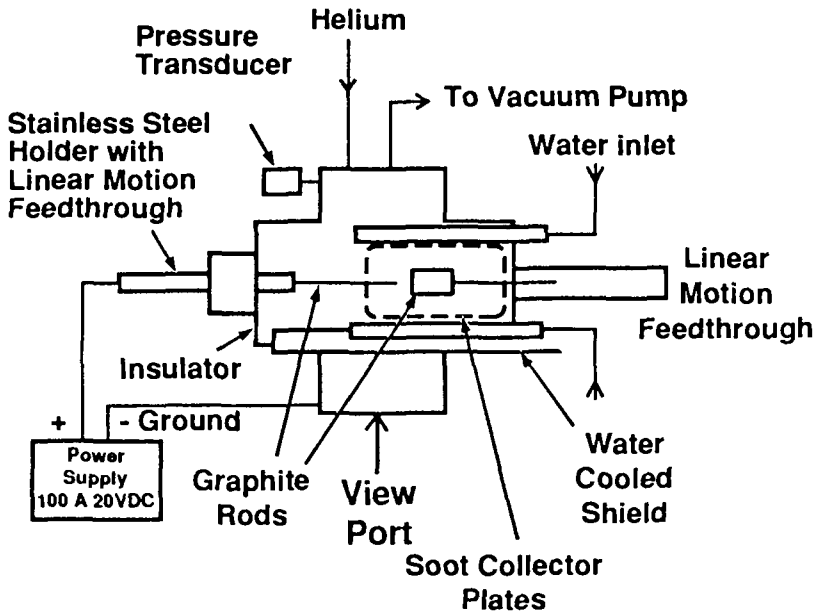 Helium
Pressure
Transducer
To Vacuum Pump
Stainless Steel
Holder with
Linear Motion
Feedthrough
Water inlet
Linear
Motion
Feedthrough
Insulator
+
- Ground
Power
Supply
100 A 20VDC
Graphite
Rods
View
Port
Water
Cooled
Shield
Soot Collector
Plates